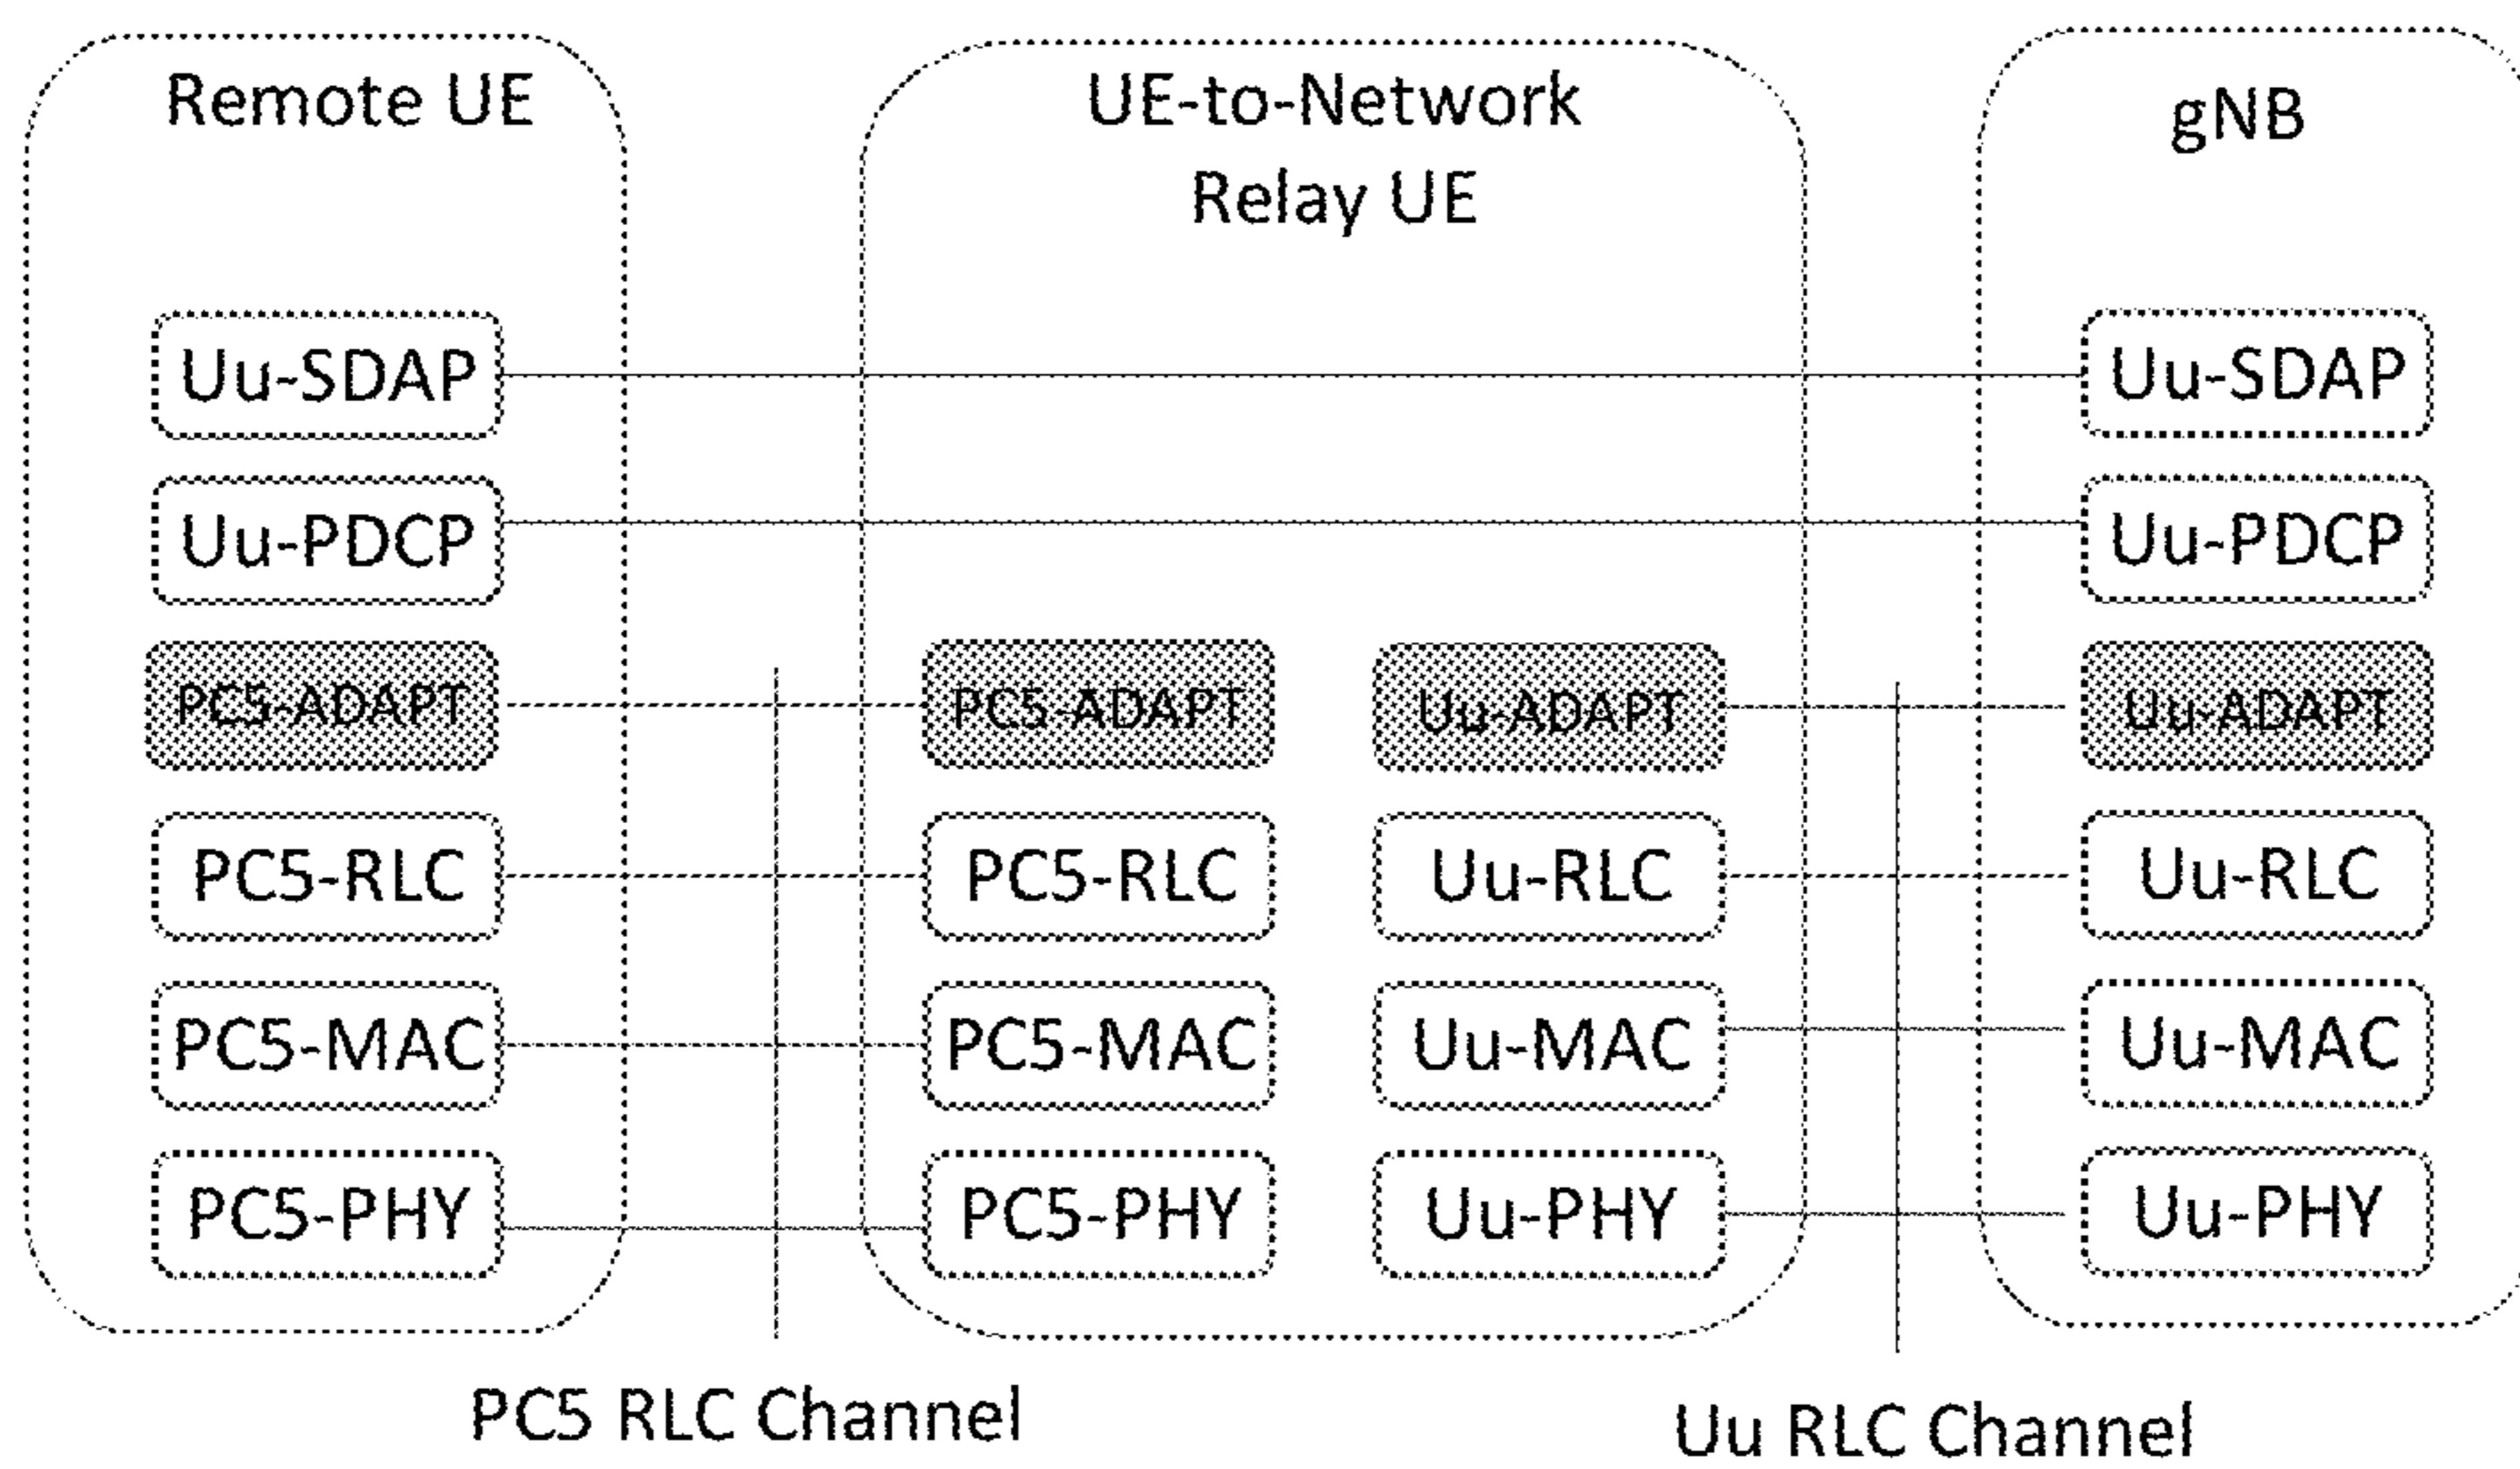 Remote UE
UE-to-Network
Relay UE
gNB
Uu-SDAP
Uu-SDAP
Uu-PDCP
Uu-PDCP
PC5-ADAPT
PC5-ADAPT
Uu-ADAPT
Uu-ADAPT
PC5-RLC
PC5-RLC
Uu-RLC
Uu-RLC
PC5-MAC
PC5-MAC
Uu-MAC
Uu-MAC
PC5-PHY
PC5-PHY
Uu-PHY
Uu-PHY
PC5 RLC Channel
Uu RLC Channel